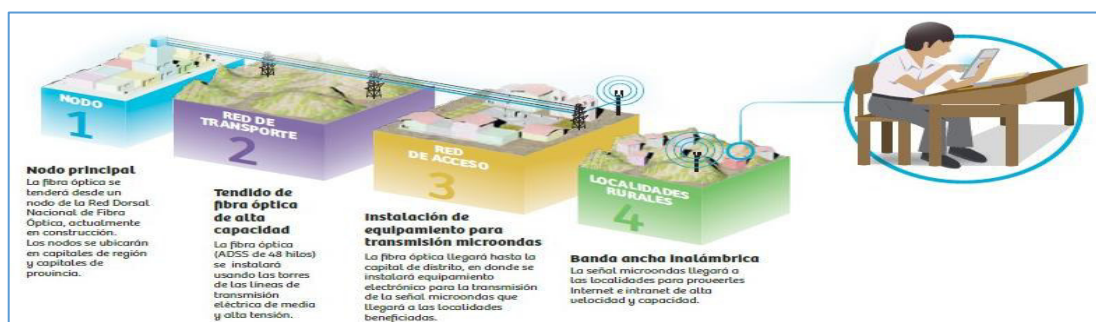 NODO
1
RED DE
TRANSPORTE
2
RED
DE ACCESO
3
LOCALIDADES
RURALES
4
Nodo principal
La fibra óptica se
tenderá desde un
nodo de la Red Dorsal
Nacional de Fibra
Óptica, actualmente
en construcción.
Los nodos se ubicarán
en capitales de región
y capitales de
provincia.
Tendido de
fibra óptica
de alta
capacidad
La fibra óptica
(ADSS de 48 hilos)
se instalará
usando las torres
de las líneas de
transmisión
eléctrica de media
y alta tensión.
Instalación de
equipamiento para
transmisión microondas
La fibra óptica llegará hasta la
capital de distrito, en donde se
instalará equipamiento
electrónico para la transmisión
de la señal microondas que
llegará a las localidades
beneficiadas.
Banda ancha inalámbrica
La señal microondas llegará a
las localidades para proveerles
Internet e intranet de alta
velocidad y capacidad.